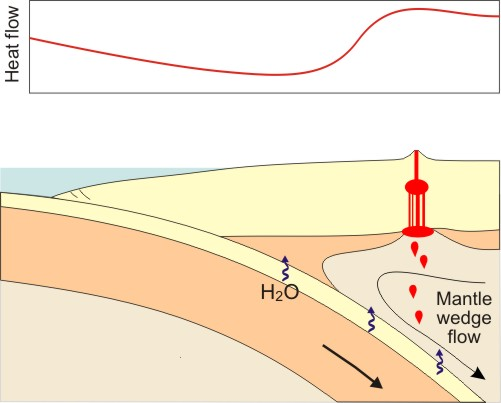 Heat flow
H₂O
Mantle
wedge
flow